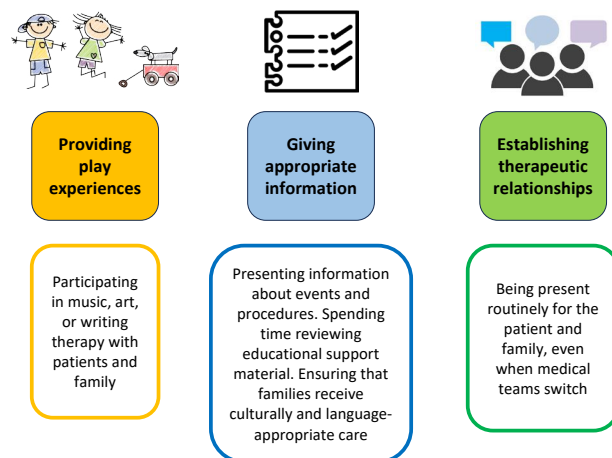 Providing
play
experiences
Giving
appropriate
information
Establishing
therapeutic
relationships
Participating
in music, art,
or writing
therapy with
patients and
family
Presenting information
about events and
procedures. Spending
time reviewing
educational support
material. Ensuring that
families receive
culturally and language-
appropriate care
Being present
routinely for the
patient and
family, even
when medical
teams switch